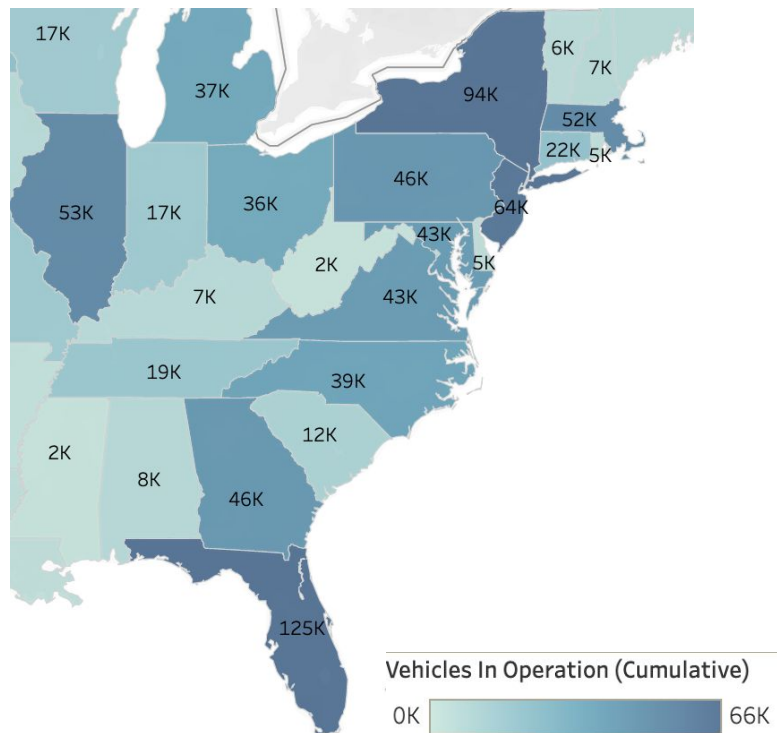 17K
37K
6K
7K
94K
52K
22K
5K
53K
17K
36K
46K
64K
43K
5K
2K
7K
43K
19K
39K
12K
2K
8K
46K
125K
Vehicles In Operation (Cumulative)
0K 66K